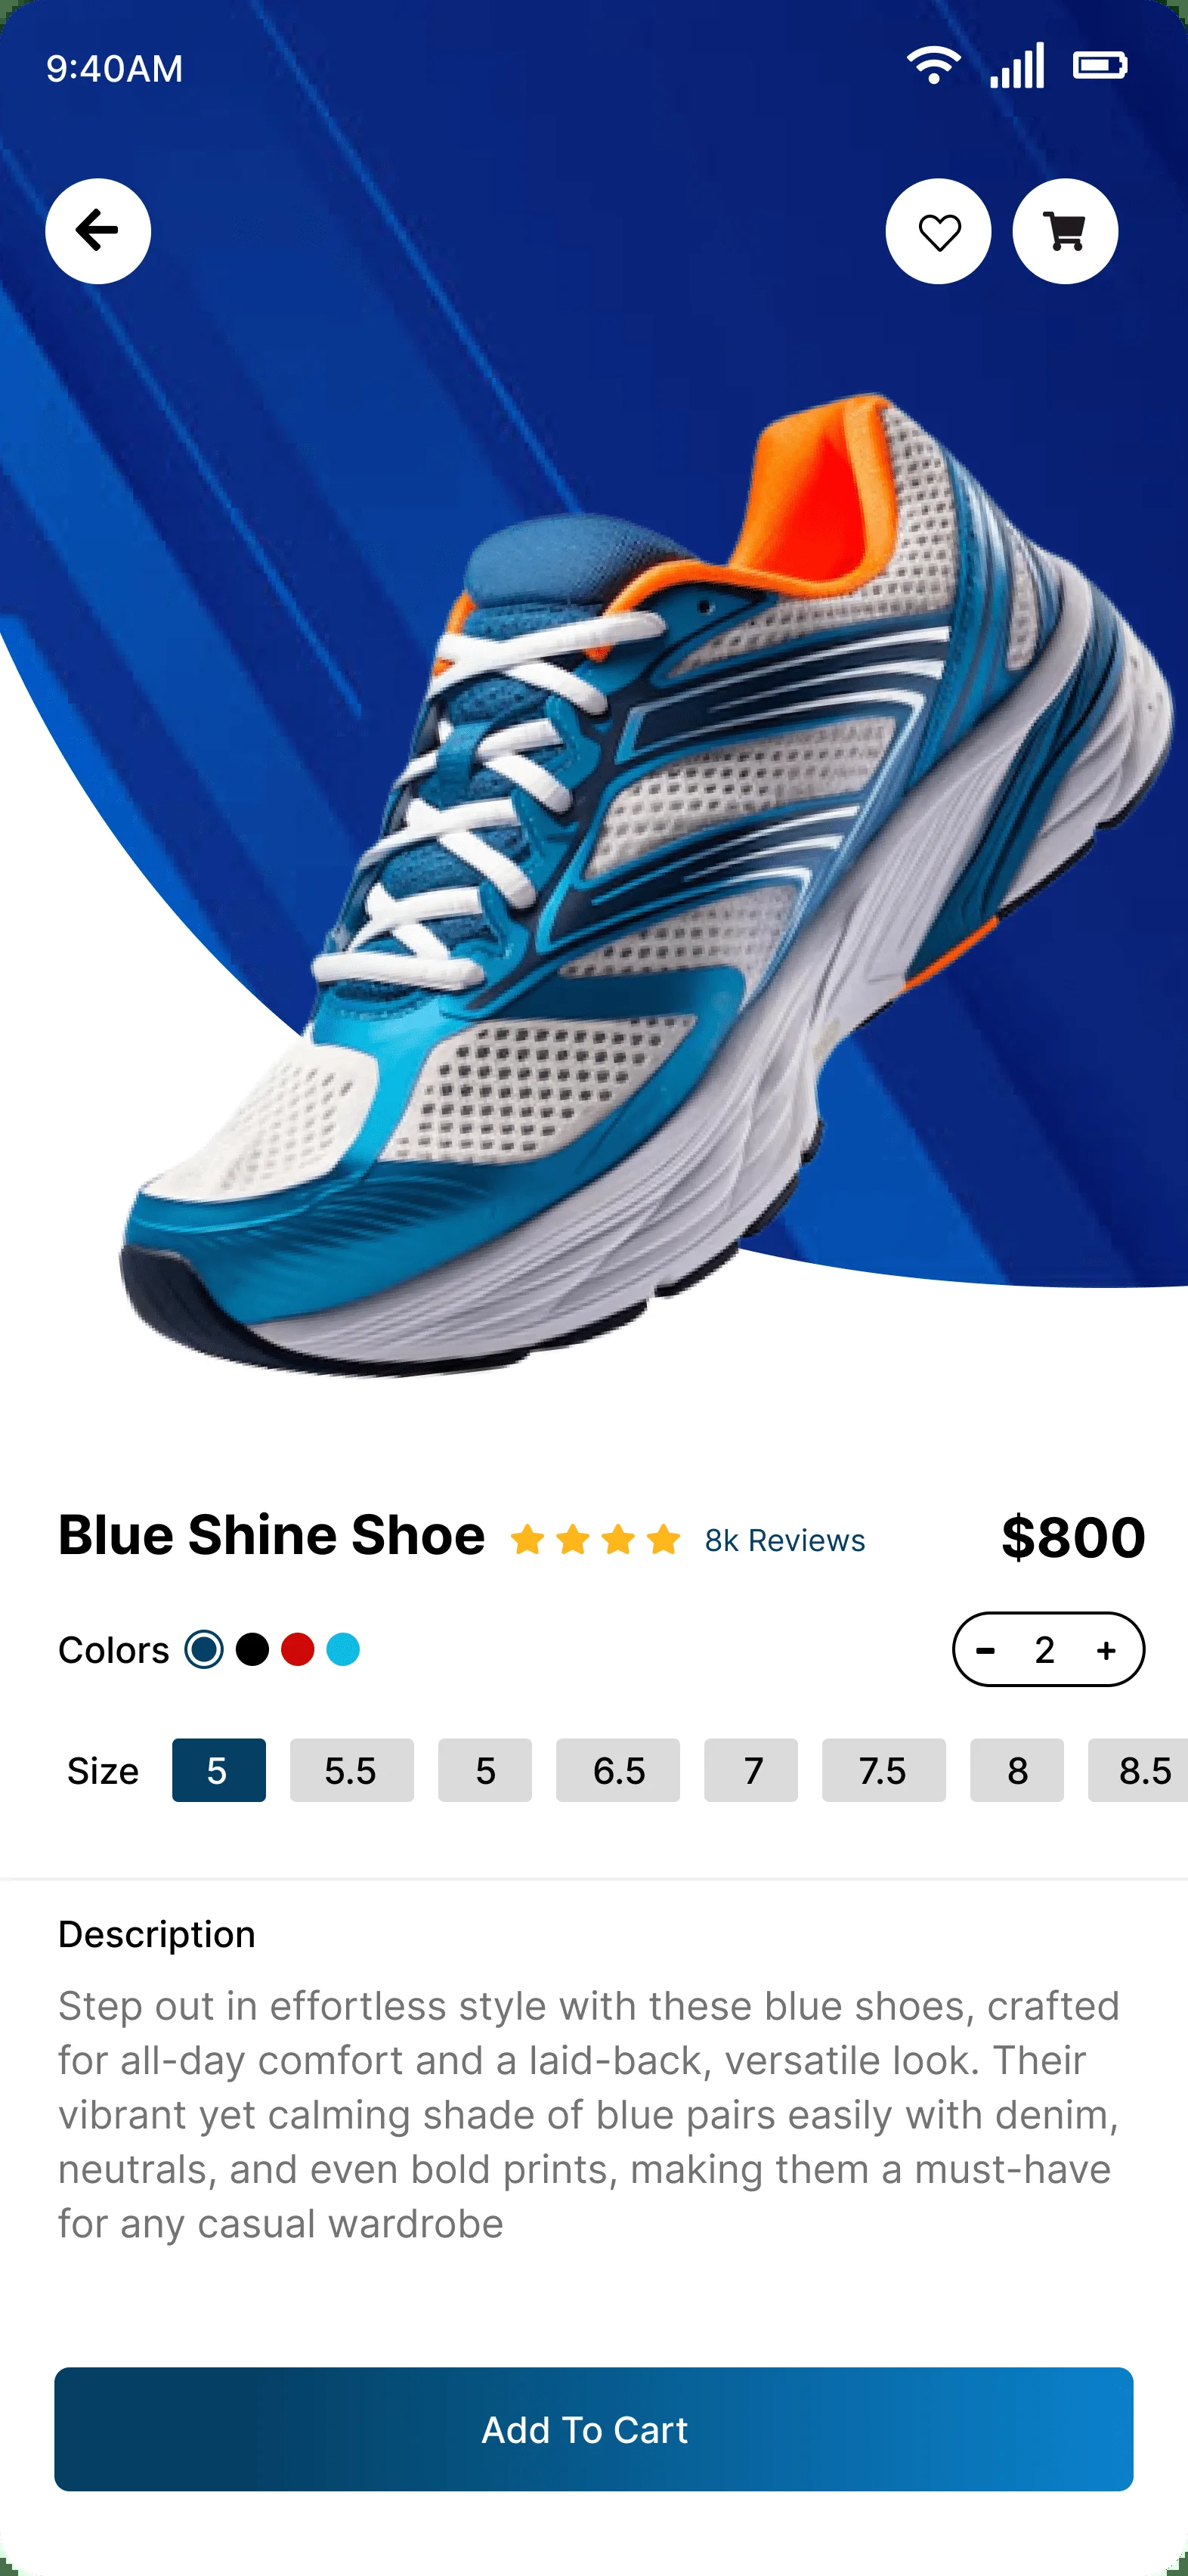 9:40AM
Blue Shine Shoe 8k Reviews $800
Colors - 2 +
Size 5 5.5 5 6.5 7 7.5 8 8.5
Description
Step out in effortless style with these blue shoes, crafted
for all-day comfort and a laid-back, versatile look. Their
vibrant yet calming shade of blue pairs easily with denim,
neutrals, and even bold prints, making them a must-have
for any casual wardrobe
Add To Cart